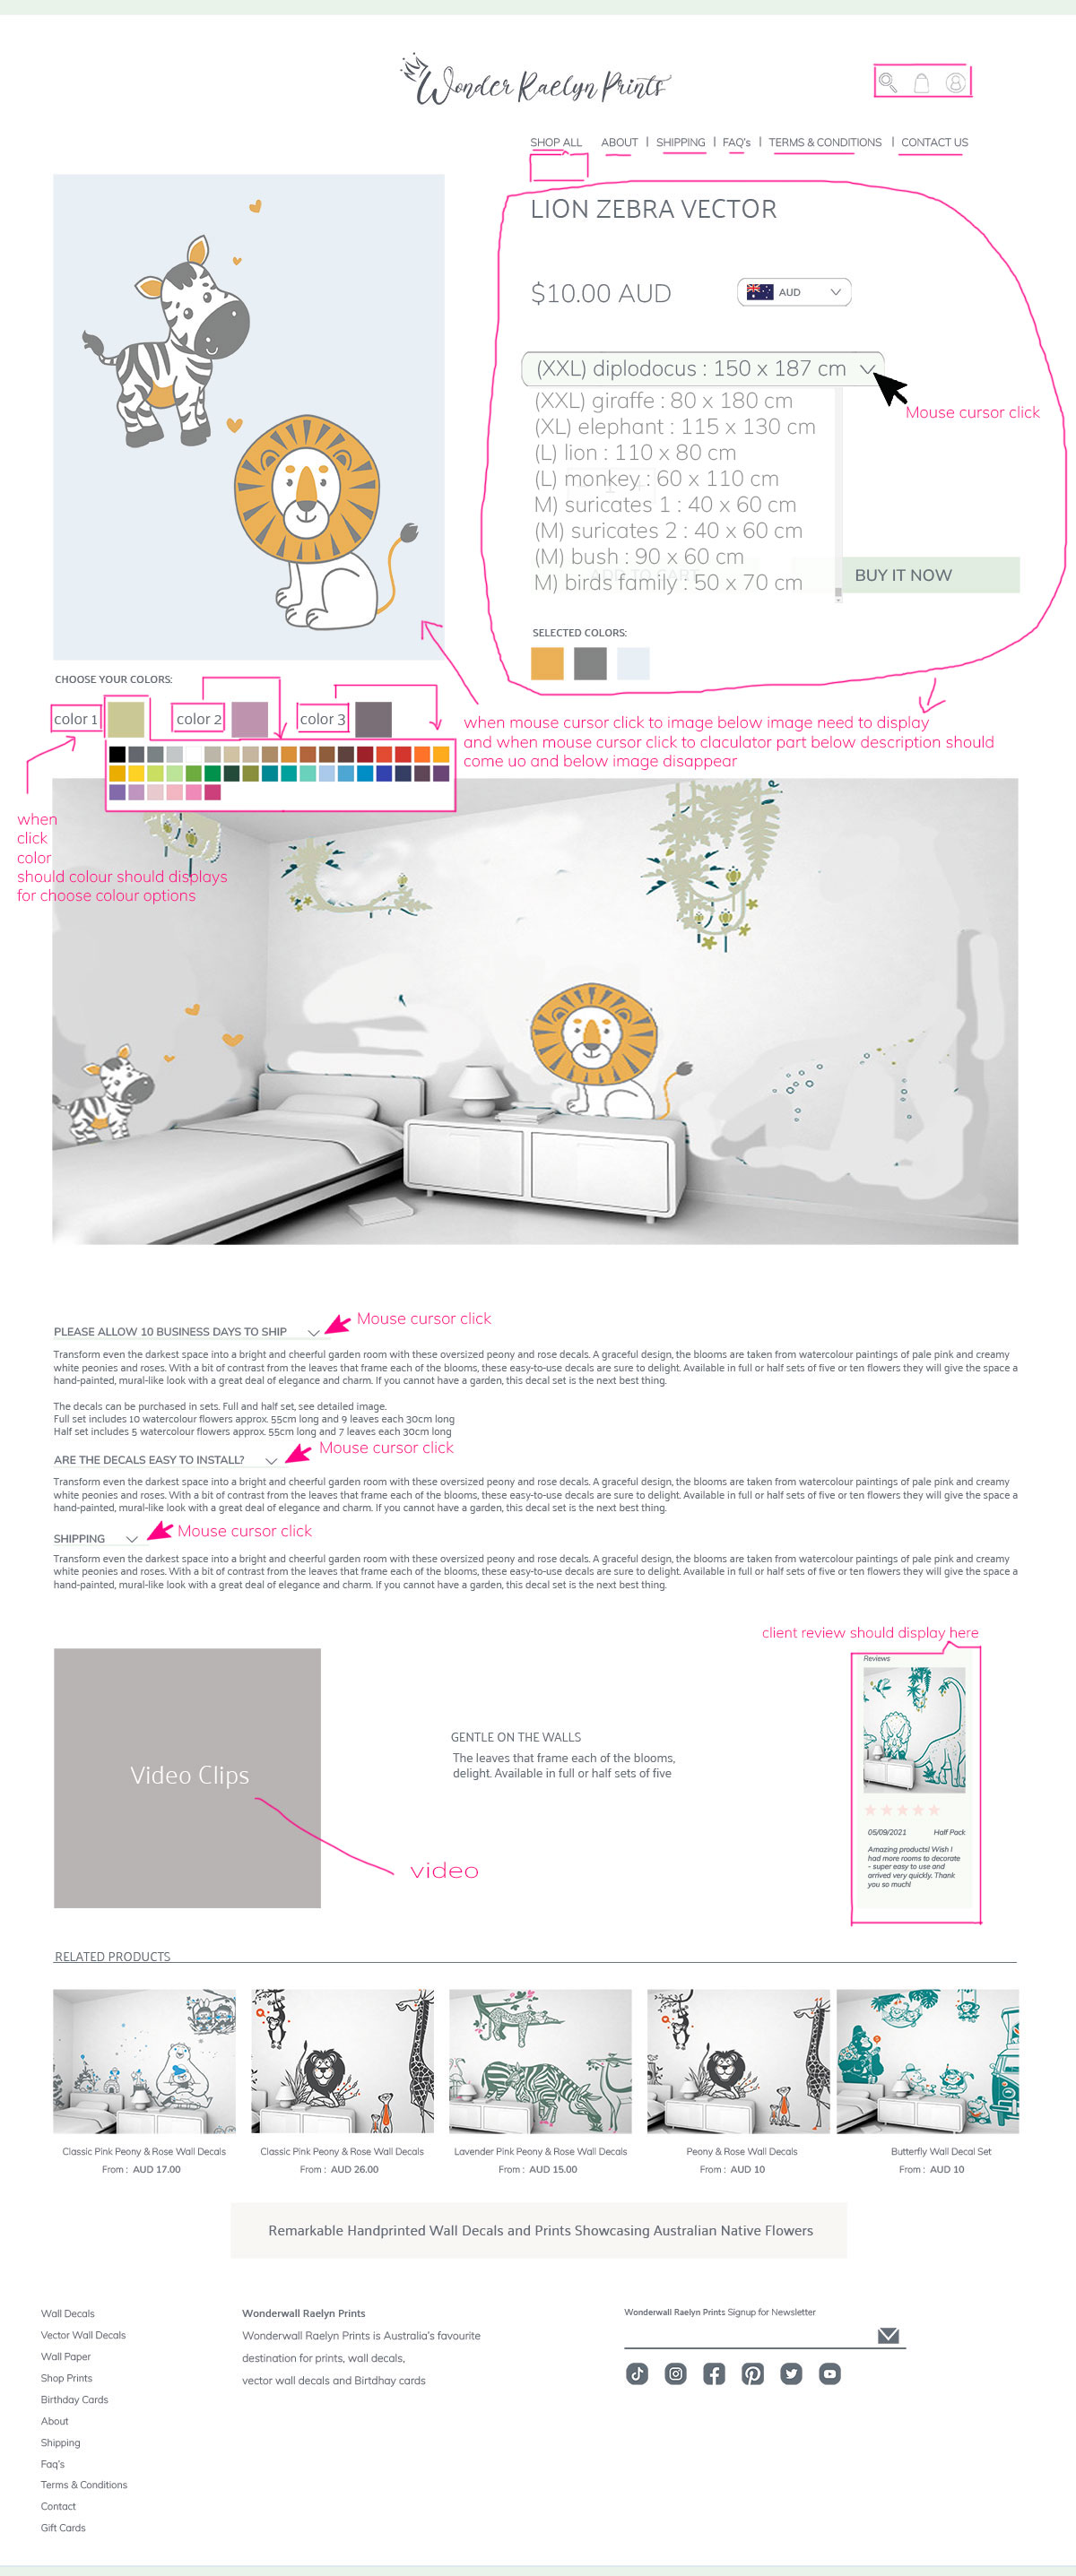 Wonder Raelyn Prints
SHOP ALL ABOUT | SHIPPING | FAQ's | TERMS & CONDITIONS | CONTACT US
LION ZEBRA VECTOR
$10.00 AUD
AUD
(XXL) diplodocus : 150 x 187 cm
Mouse cursor click
(XXL) giraffe : 80 x 180 cm
(XL) elephant : 115 x 130 cm
(L) lion : 110 x 80 cm
(L) monkey : 60 x 110 cm
M) suricates 1 : 40 x 60 cm
(M) suricates 2 : 40 x 60 cm
(M) bush : 90 x 60 cm
M) birds family : 50 x 70 cm
ADD TO CART
BUY IT NOW
SELECTED COLORS:
CHOOSE YOUR COLORS:
color 1
color 2
color 3
when mouse cursor click to image below image need to display
and when mouse cursor click to claculator part below description should
come uo and below image disappear
when
click
color
should colour should displays
for choose colour options
PLEASE ALLOW 10 BUSINESS DAYS TO SHIP
Mouse cursor click
Transform even the darkest space into a bright and cheerful garden room with these oversized peony and rose decals. A graceful design, the blooms are taken from watercolour paintings of pale pink and creamy
white peonies and roses. With a bit of contrast from the leaves that frame each of the blooms, these easy-to-use decals are sure to delight. Available in full or half sets of five or ten flowers they will give the space a
hand-painted, mural-like look with a great deal of elegance and charm. If you cannot have a garden, this decal set is the next best thing.
The decals can be purchased in sets. Full and half set, see detailed image.
Full set includes 10 watercolour flowers approx. 55cm long and 9 leaves each 30cm long
Half set includes 5 watercolour flowers approx. 55cm long and 7 leaves each 30cm long
ARE THE DECALS EASY TO INSTALL?
Mouse cursor click
Transform even the darkest space into a bright and cheerful garden room with these oversized peony and rose decals. A graceful design, the blooms are taken from watercolour paintings of pale pink and creamy
white peonies and roses. With a bit of contrast from the leaves that frame each of the blooms, these easy-to-use decals are sure to delight. Available in full or half sets of five or ten flowers they will give the space a
hand-painted, mural-like look with a great deal of elegance and charm. If you cannot have a garden, this decal set is the next best thing.
SHIPPING
Mouse cursor click
Transform even the darkest space into a bright and cheerful garden room with these oversized peony and rose decals. A graceful design, the blooms are taken from watercolour paintings of pale pink and creamy
white peonies and roses. With a bit of contrast from the leaves that frame each of the blooms, these easy-to-use decals are sure to delight. Available in full or half sets of five or ten flowers they will give the space a
hand-painted, mural-like look with a great deal of elegance and charm. If you cannot have a garden, this decal set is the next best thing.
client review should display here
Reviews
Video Clips
video
GENTLE ON THE WALLS
The leaves that frame each of the blooms,
delight. Available in full or half sets of five
05/09/2021 Half Pack
Amazing products! Wish I
had more rooms to decorate
- super easy to use and
arrived very quickly. Thank
you so much!
RELATED PRODUCTS
Classic Pink Peony & Rose Wall Decals
From : AUD 17.00
Classic Pink Peony & Rose Wall Decals
From : AUD 26.00
Lavender Pink Peony & Rose Wall Decals
From : AUD 15.00
Peony & Rose Wall Decals
From : AUD 10
Butterfly Wall Decal Set
From : AUD 10
Remarkable Handprinted Wall Decals and Prints Showcasing Australian Native Flowers
Wall Decals
Vector Wall Decals
Wall Paper
Shop Prints
Birthday Cards
About
Shipping
Faq's
Terms & Conditions
Contact
Gift Cards
Wonderwall Raelyn Prints
Wonderwall Raelyn Prints is Australia's favourite
destination for prints, wall decals,
vector wall decals and Birtdhay cards
Wonderwall Raelyn Prints Signup for Newsletter